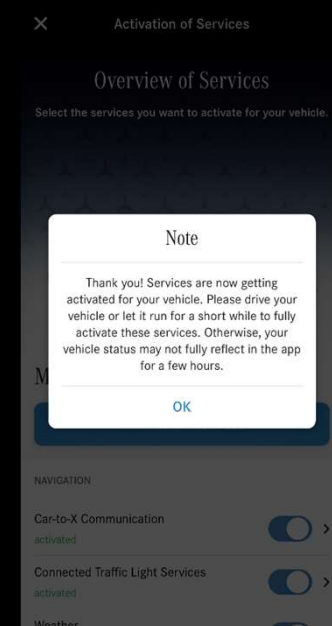 Activation of Services
Overview of Services
Select the services you want to activate for your vehicle.
Note
Thank you! Services are now getting
activated for your vehicle. Please drive your
vehicle or let it run for a short while to fully
activate these services. Otherwise, your
vehicle status may not fully reflect in the app
for a few hours.
OK
M
NAVIGATION
Car-to-X Communication
activated
Connected Traffic Light Services
activated
Weather